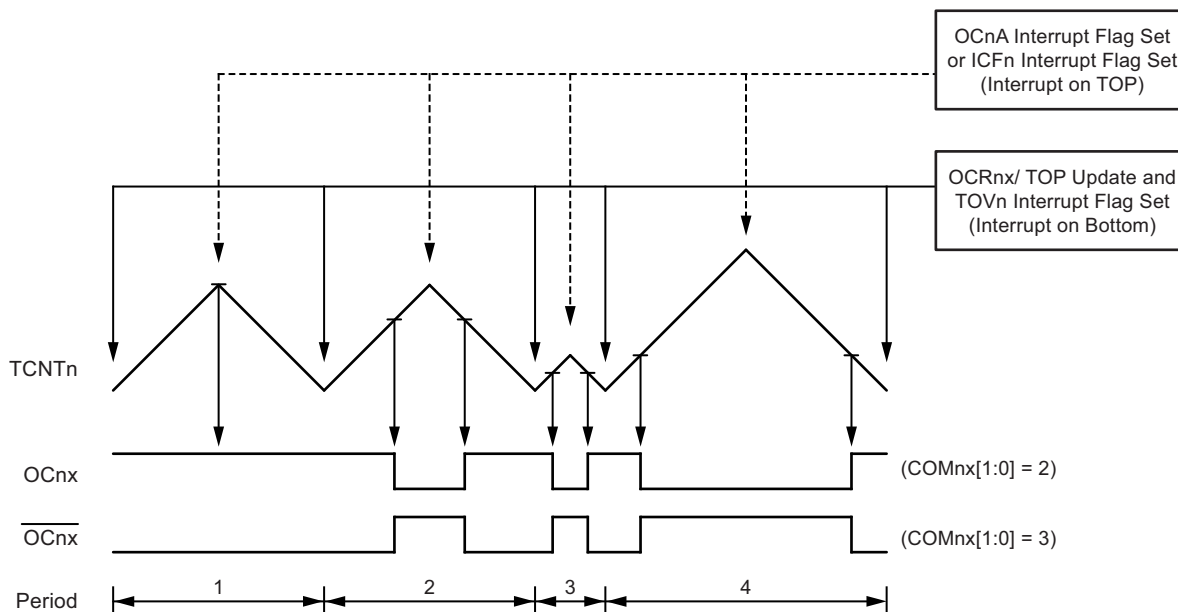 OCnA Interrupt Flag Set
or ICFn Interrupt Flag Set
(Interrupt on TOP)
OCRnx/ TOP Update and
TOVn Interrupt Flag Set
(Interrupt on Bottom)
TCNTn
OCnx
(COMnx[1:0] = 2)
OCnx
(COMnx[1:0] = 3)
Period
1
2
3
4